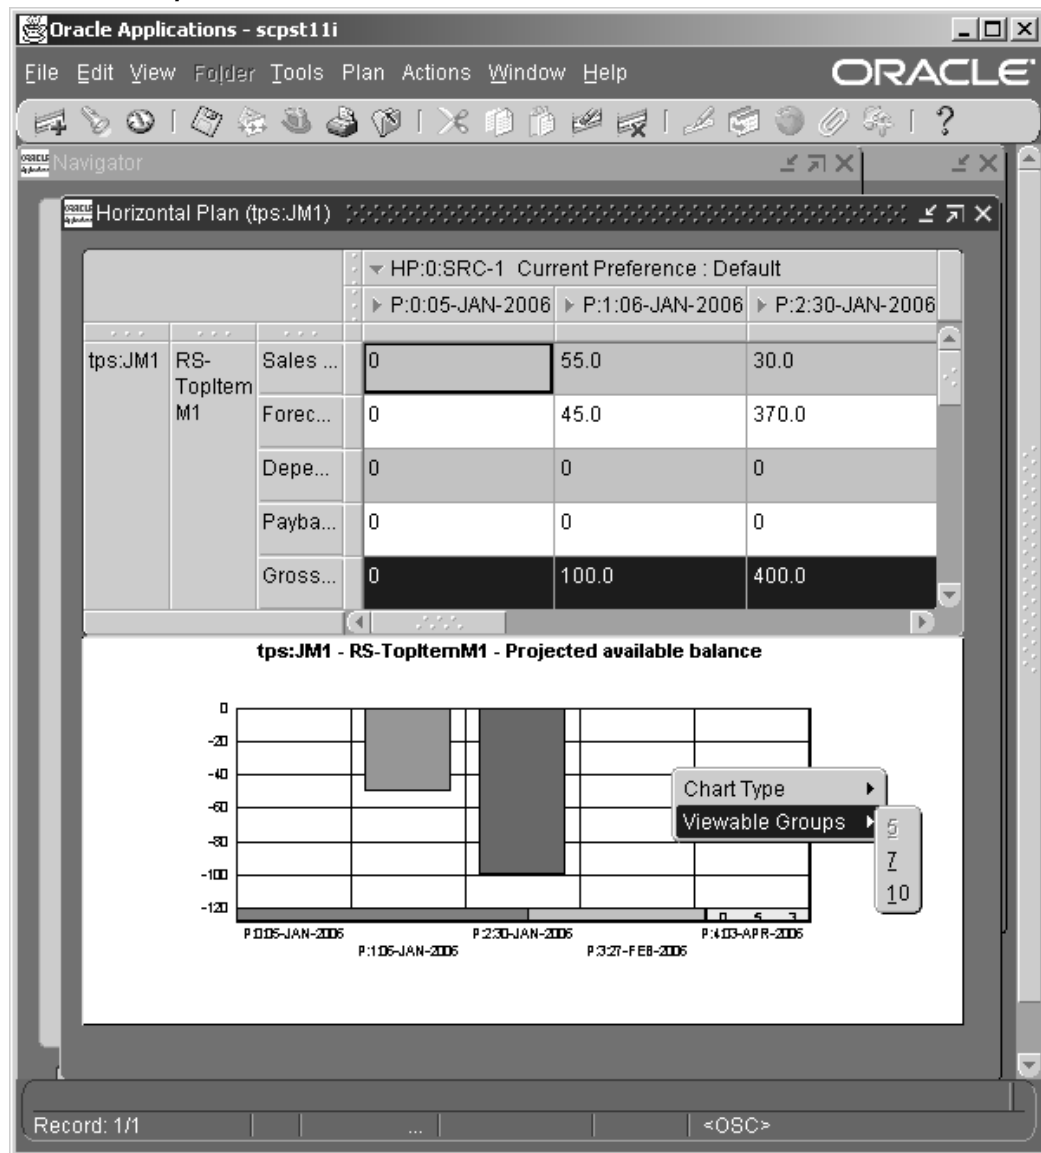 Oracle Applications - scpst11i
File Edit View Folder Tools Plan Actions Window Help ORACLE
Navigator
Horizontal Plan (tps:JM1)
HP:0:SRC-1 Current Preference : Default
P:0:05-JAN-2006 P:1:06-JAN-2006 P:2:30-JAN-2006
tps:JM1 RS-TopItemM1 Sales ... 0 55.0 30.0
Forec... 0 45.0 370.0
Depe... 0 0 0
Payba... 0 0 0
Gross... 0 100.0 400.0
tps:JM1 - RS-TopItemM1 - Projected available balance
0
-20
-40
-60
-80
-100
-120
P:0:05-JAN-2006 P:2:30-JAN-2006 P:4:03-APR-2006
P:1:06-JAN-2006 P:3:27-FEB-2006
Chart Type
Viewable Groups
5
7
10
Record: 1/1 ... <OSC>